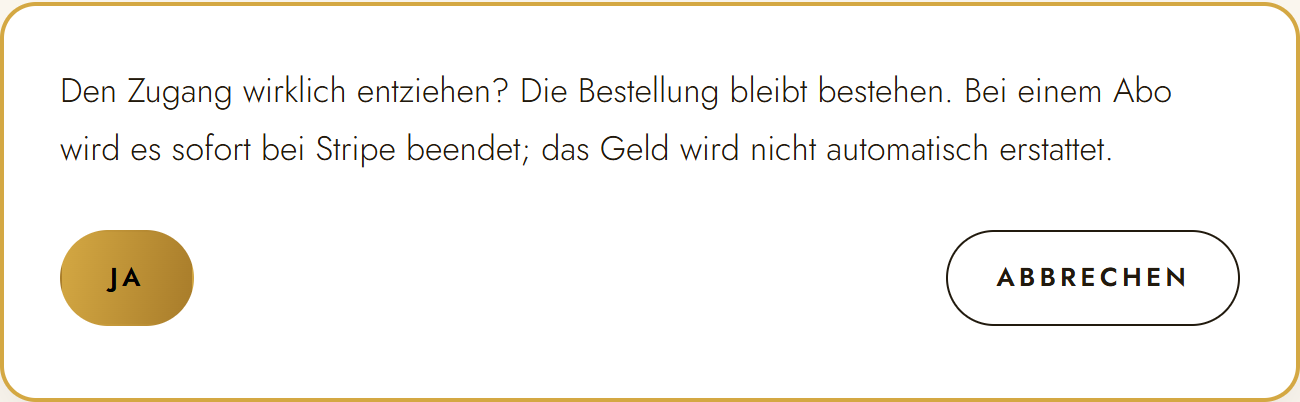 Den Zugang wirklich entziehen? Die Bestellung bleibt bestehen. Bei einem Abo
wird es sofort bei Stripe beendet; das Geld wird nicht automatisch erstattet.
JA
ABBRECHEN